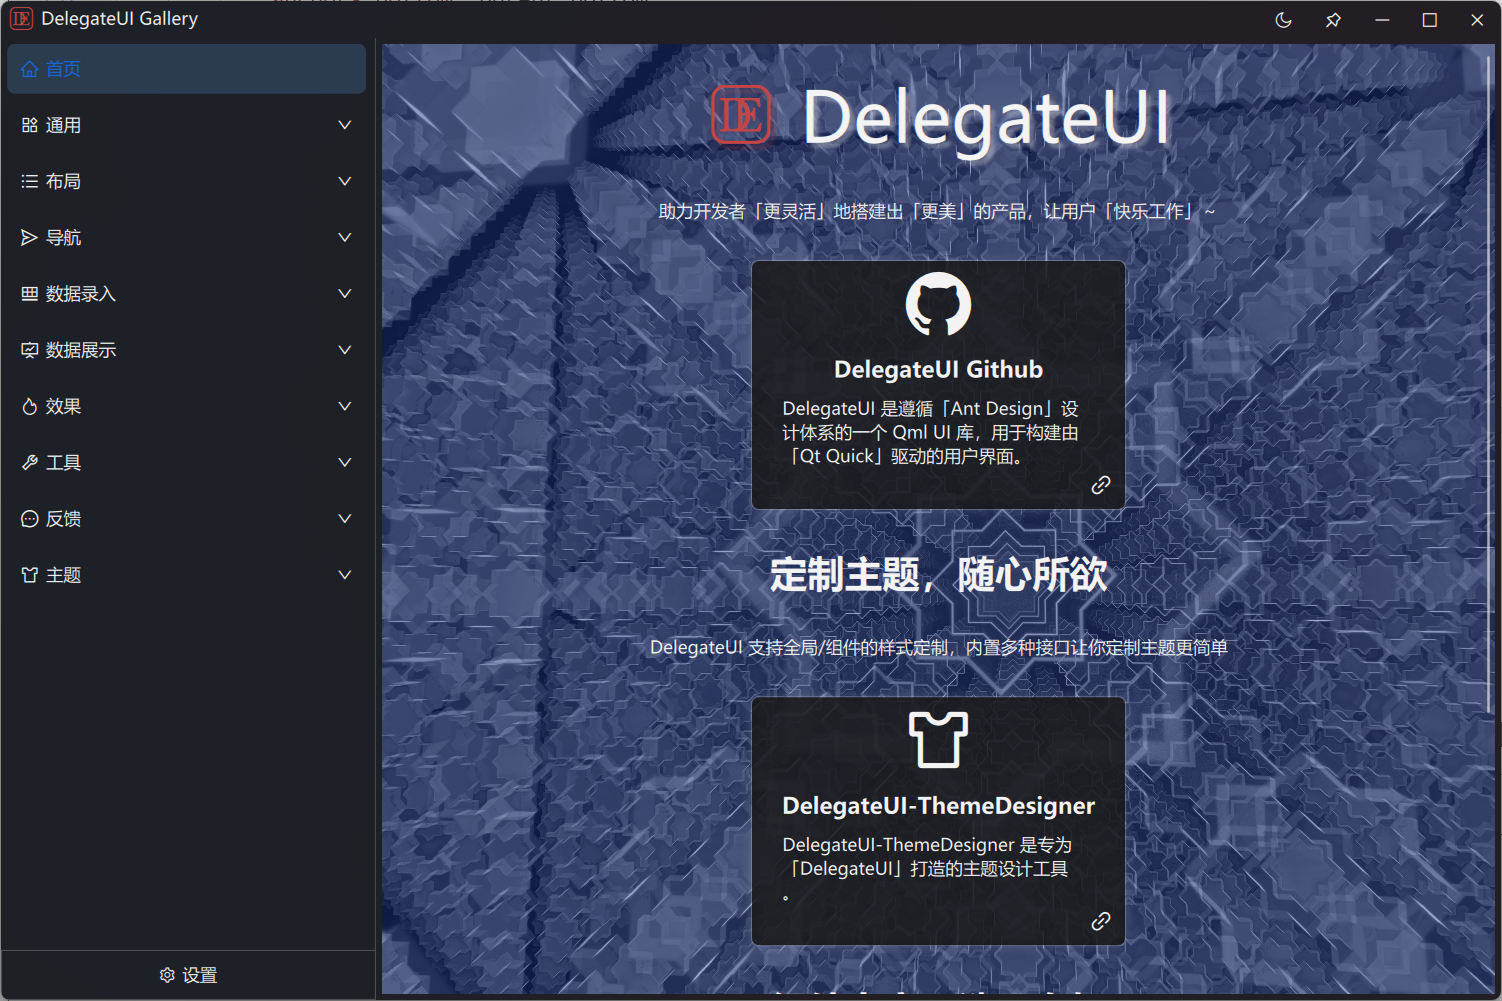 DE DelegateUI Gallery
首页
通用
布局
导航
数据录入
数据展示
效果
工具
反馈
主题
设置
DE DelegateUI
助力开发者「更灵活」地搭建出「更美」的产品，让用户「快乐工作」~
DelegateUI Github
DelegateUI 是遵循「Ant Design」设
计体系的一个 Qml UI 库，用于构建由
「Qt Quick」驱动的用户界面。
定制主题，随心所欲
DelegateUI 支持全局/组件的样式定制，内置多种接口让你定制主题更简单
DelegateUI-ThemeDesigner
DelegateUI-ThemeDesigner 是专为
「DelegateUI」打造的主题设计工具
。